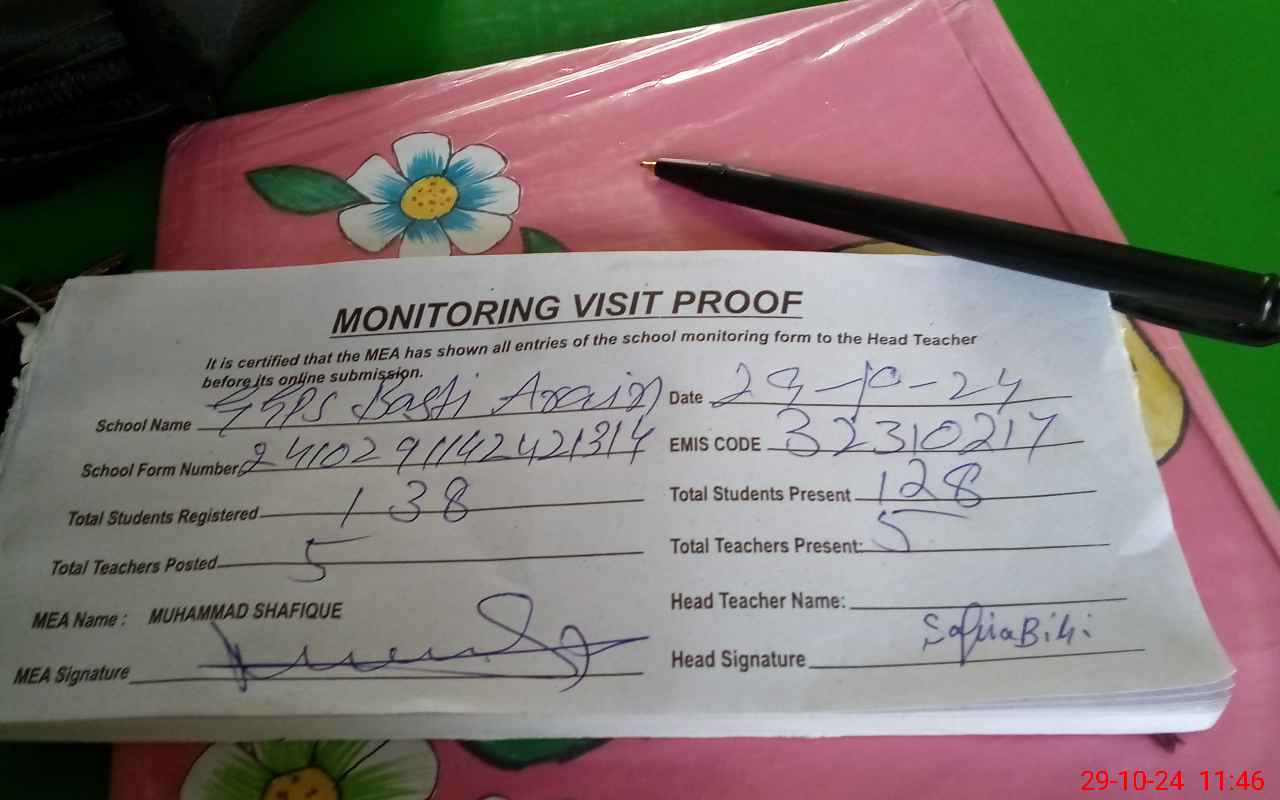 MONITORING VISIT PROOF
It is certified that the MEA has shown all entries of the school monitoring form to the Head Teacher
before its online submission.
School Name GGPS Basti Arain Date 29-10-24
School Form Number 2410291142421314 EMIS CODE 32310217
Total Students Registered 138 Total Students Present 128
Total Teachers Posted 5 Total Teachers Present: 5
MEA Name : MUHAMMAD SHAFIQUE Head Teacher Name:
MEA Signature Head Signature Safia Bibi
29-10-24 11:46